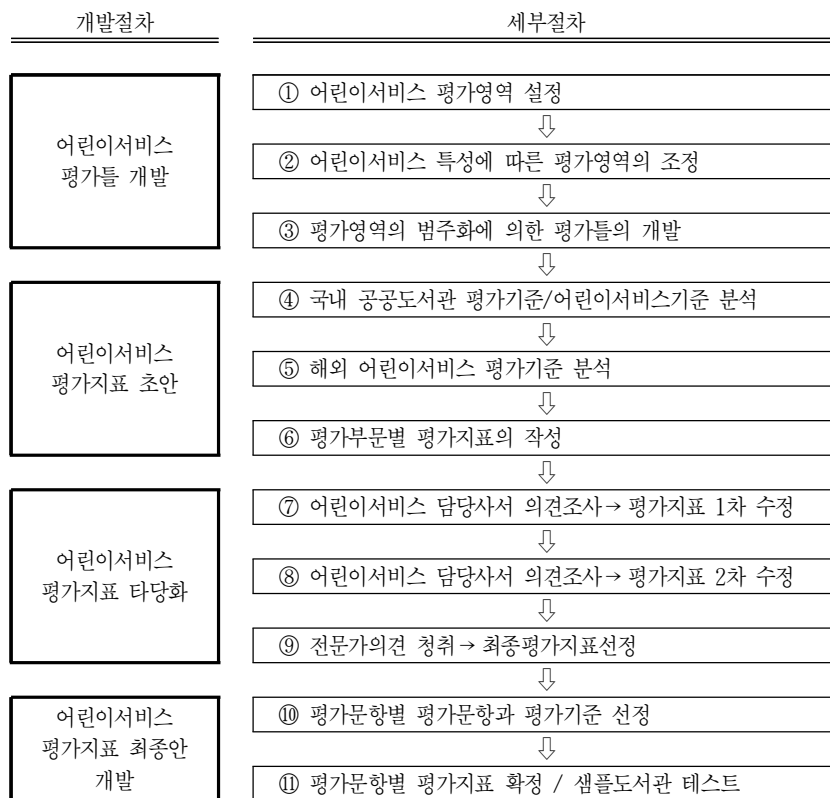 개발절차
세부절차
어린이서비스
평가틀 개발
① 어린이서비스 평가영역 설정
⇩
② 어린이서비스 특성에 따른 평가영역의 조정
⇩
③ 평가영역의 범주화에 의한 평가틀의 개발
⇩
어린이서비스
평가지표 초안
④ 국내 공공도서관 평가기준/어린이서비스기준 분석
⇩
⑤ 해외 어린이서비스 평가기준 분석
⇩
⑥ 평가부문별 평가지표의 작성
⇩
어린이서비스
평가지표 타당화
⑦ 어린이서비스 담당사서 의견조사→ 평가지표 1차 수정
⇩
⑧ 어린이서비스 담당사서 의견조사→ 평가지표 2차 수정
⇩
⑨ 전문가의견 청취→ 최종평가지표선정
⇩
어린이서비스
평가지표 최종안
개발
⑩ 평가문항별 평가문항과 평가기준 선정
⇩
⑪ 평가문항별 평가지표 확정 / 샘플도서관 테스트